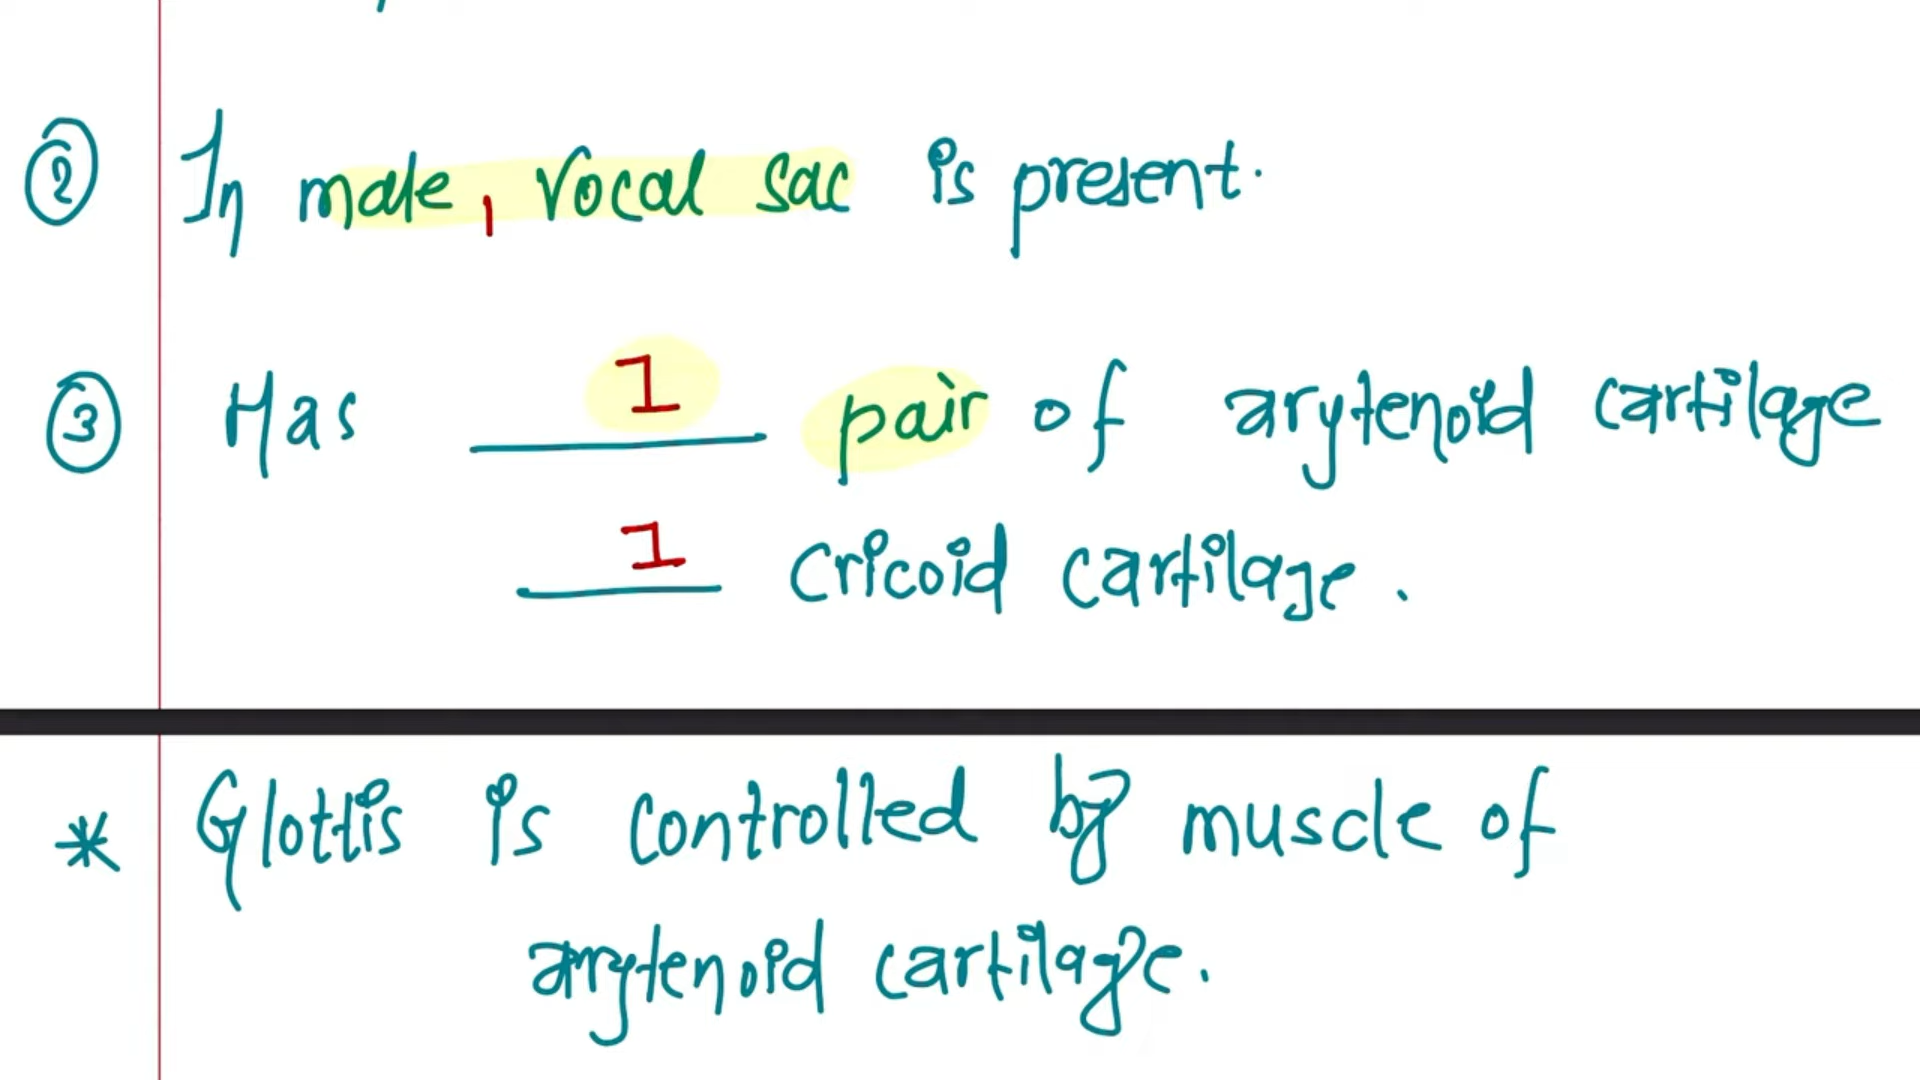 ② In male, vocal sac is present.
③ Has 1 pair of arytenoid cartilage
1 cricoid cartilage.
* Glottis is controlled by muscle of
arytenoid cartilage.